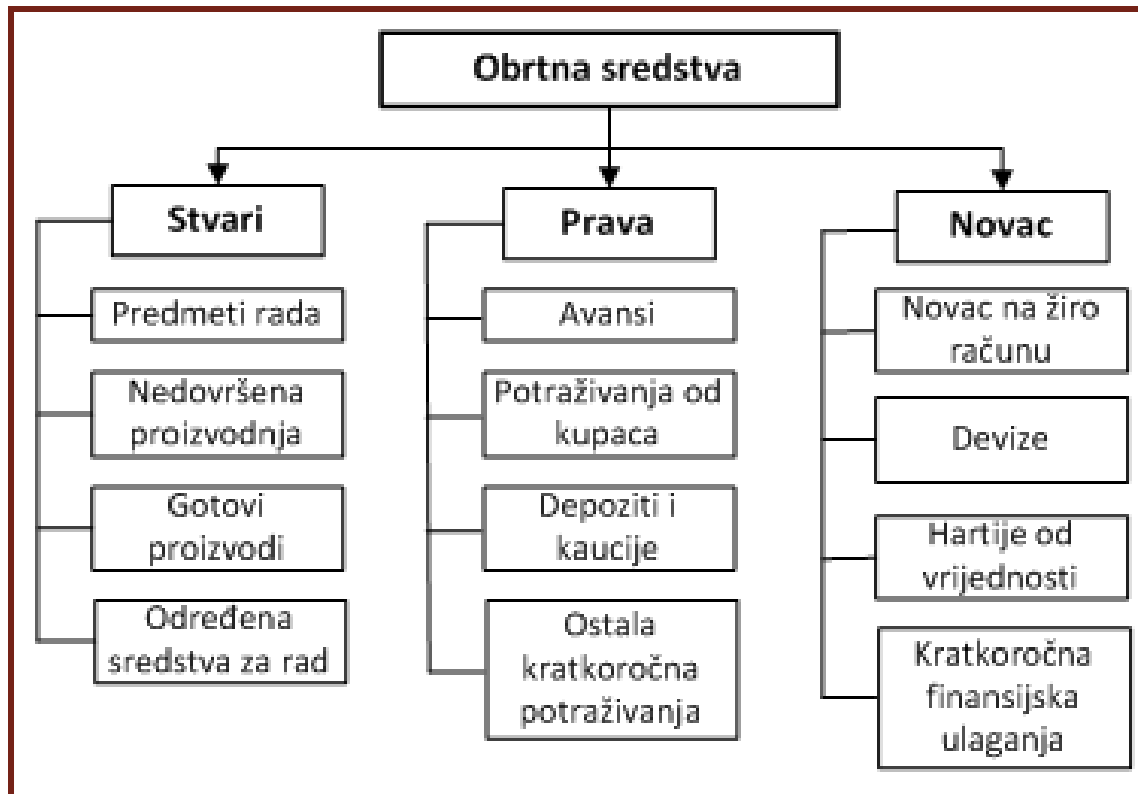 Obrtna sredstva
Stvari
Predmeti rada
Nedovršena
proizvodnja
Gotovi
proizvodi
Određena
sredstva za rad
Prava
Avansi
Potraživanja od
kupaca
Depoziti i
kaucije
Ostala
kratkoročna
potraživanja
Novac
Novac na žiro
računu
Devize
Hartije od
vrijednosti
Kratkoročna
finansijska
ulaganja